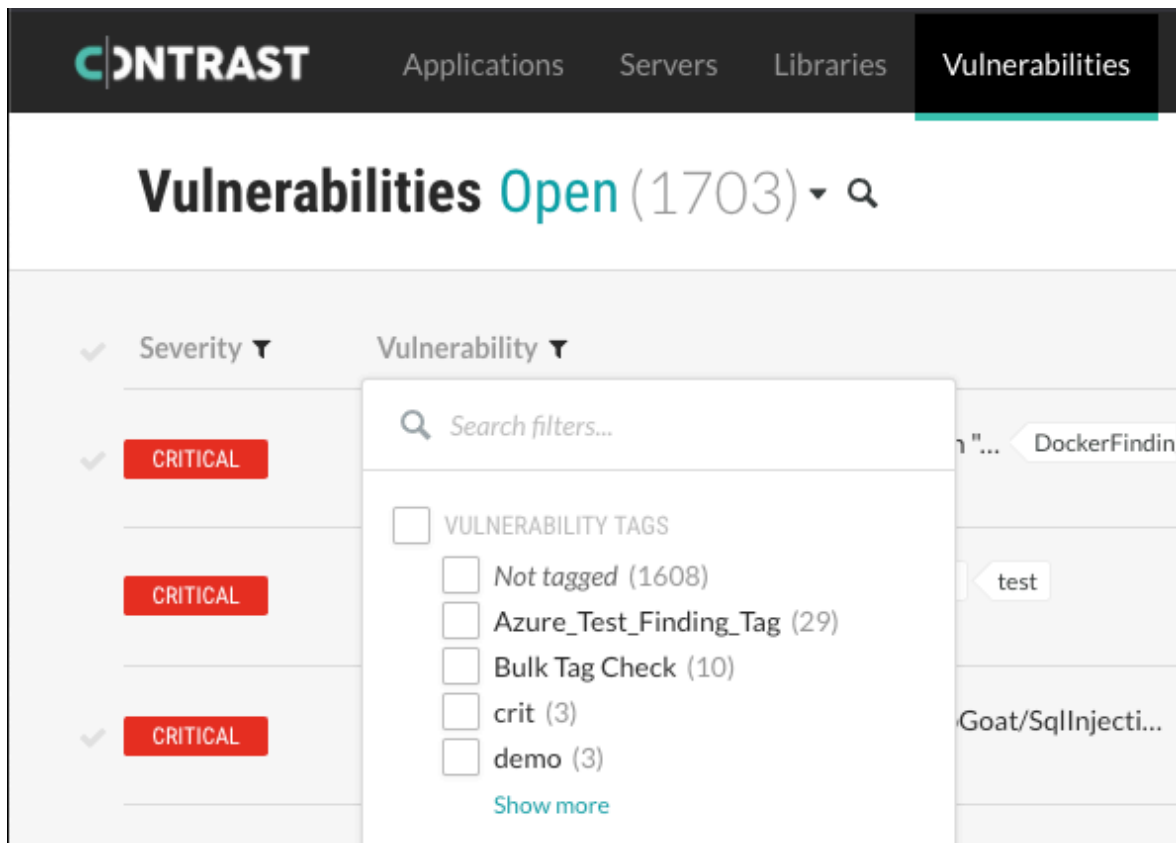 CONTRAST Applications Servers Libraries Vulnerabilities
Vulnerabilities Open (1703)
Severity Vulnerability
Search filters...
CRITICAL
"... DockerFindin
VULNERABILITY TAGS
Not tagged (1608)
CRITICAL
test
Azure_Test_Finding_Tag (29)
Bulk Tag Check (10)
crit (3)
CRITICAL
Goat/SqlInjecti...
demo (3)
Show more